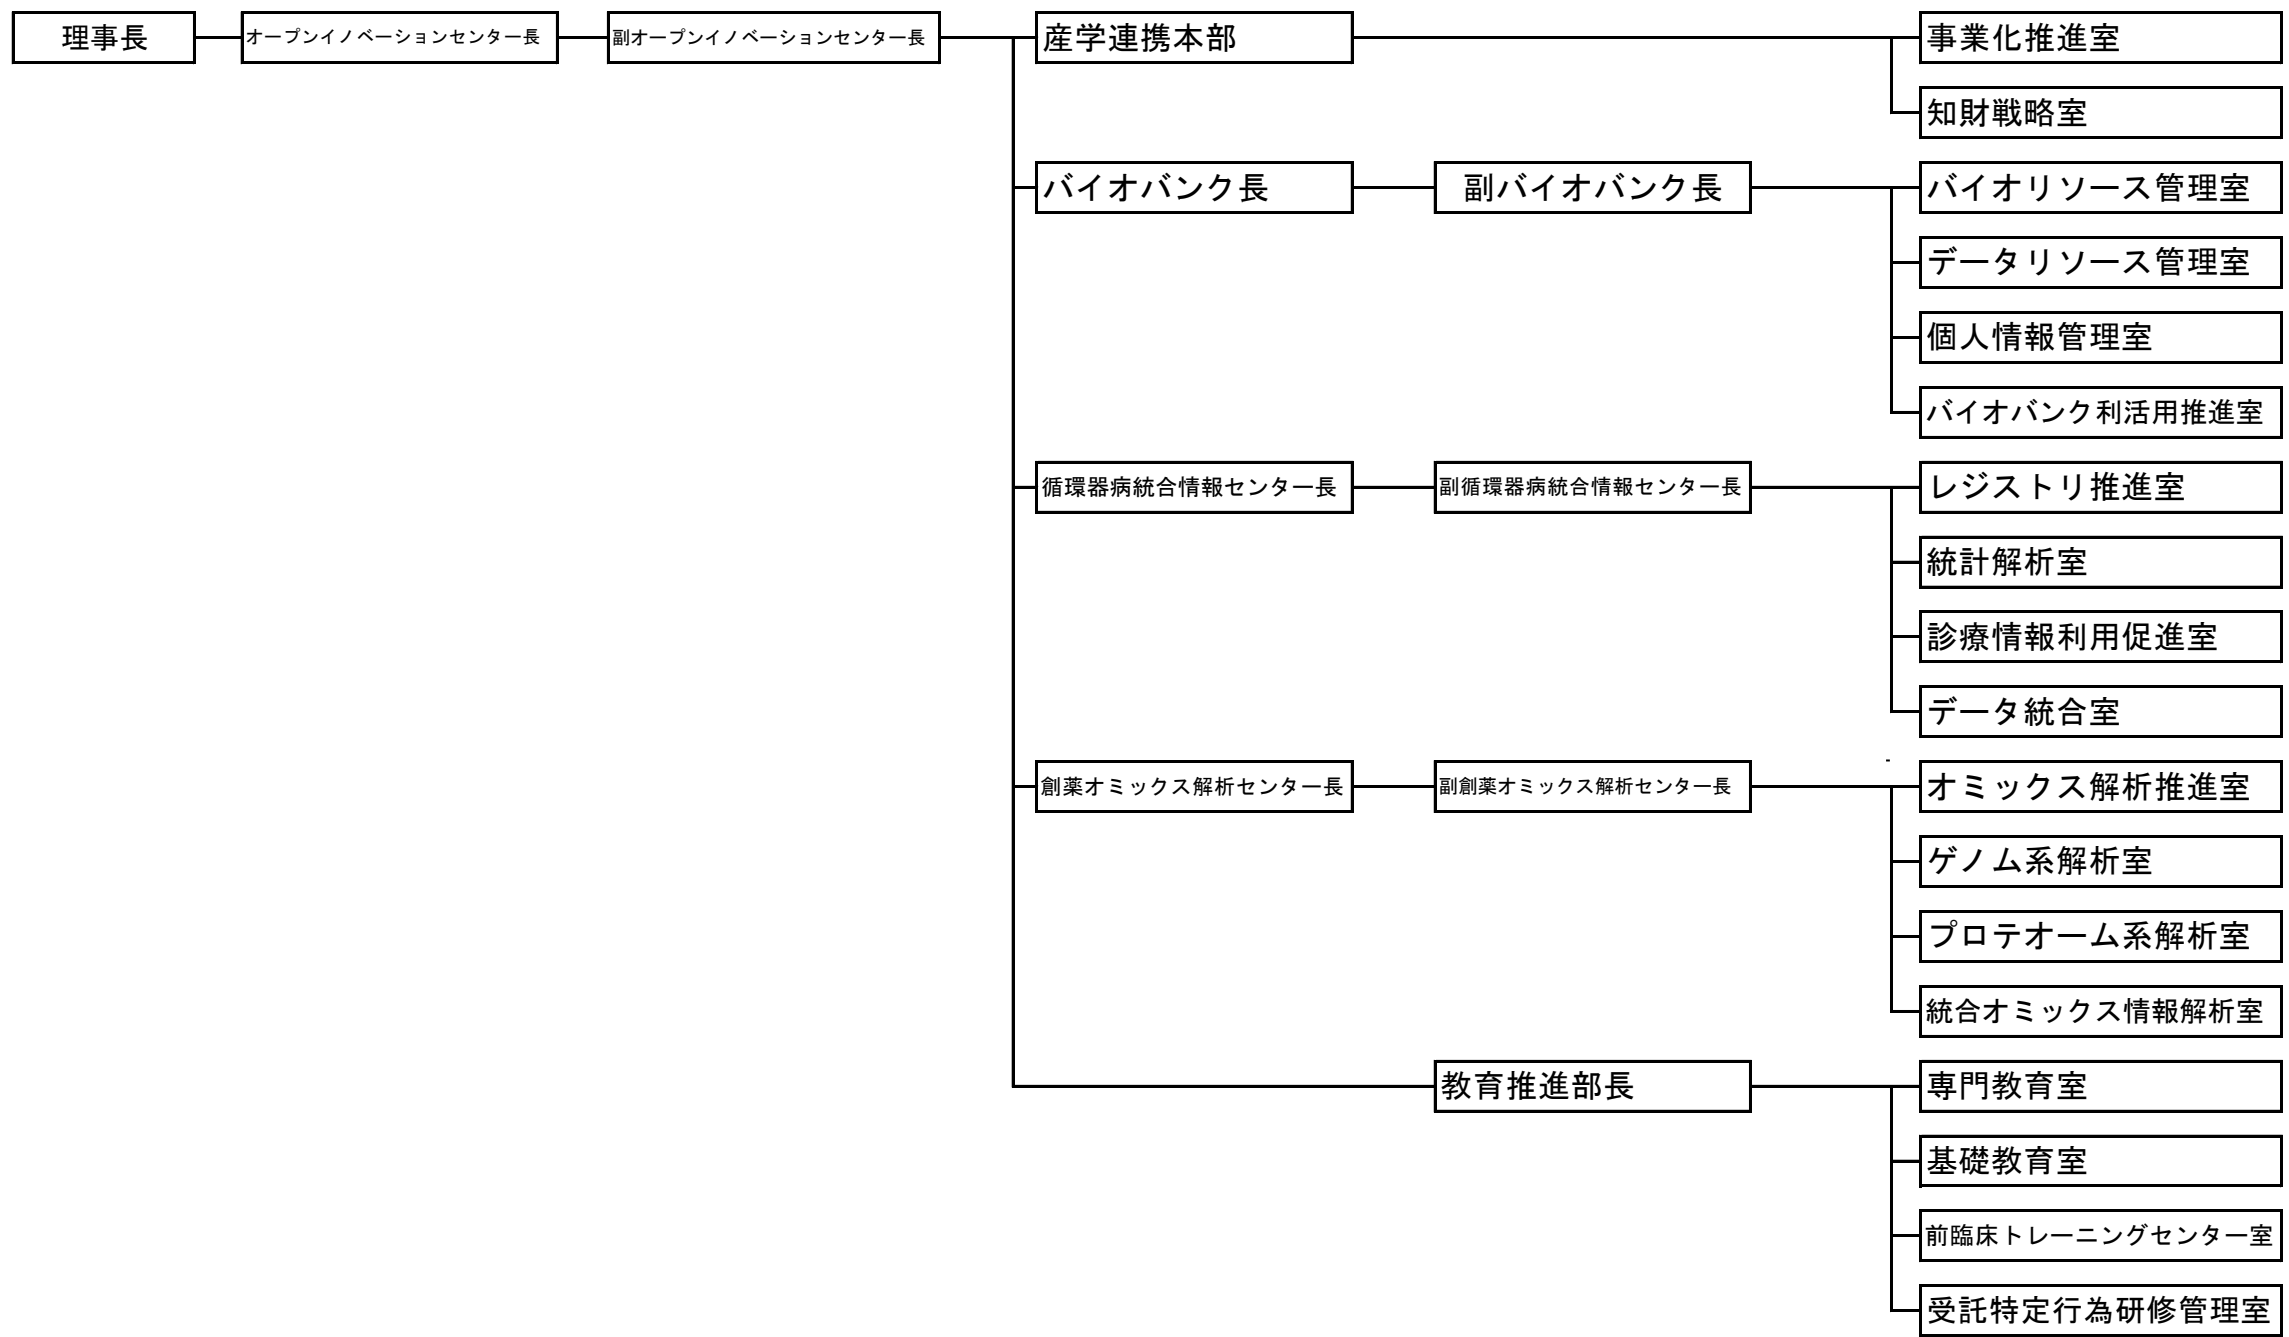 理事長
オープンイノベーションセンター長
副オープンイノベーションセンター長
産学連携本部
事業化推進室
知財戦略室
バイオバンク長
副バイオバンク長
バイオリソース管理室
データリソース管理室
個人情報管理室
バイオバンク利活用推進室
循環器病統合情報センター長
副循環器病統合情報センター長
レジストリ推進室
統計解析室
診療情報利用促進室
データ統合室
創薬オミックス解析センター長
副創薬オミックス解析センター長
オミックス解析推進室
ゲノム系解析室
プロテオーム系解析室
統合オミックス情報解析室
教育推進部長
専門教育室
基礎教育室
前臨床トレーニングセンター室
受託特定行為研修管理室